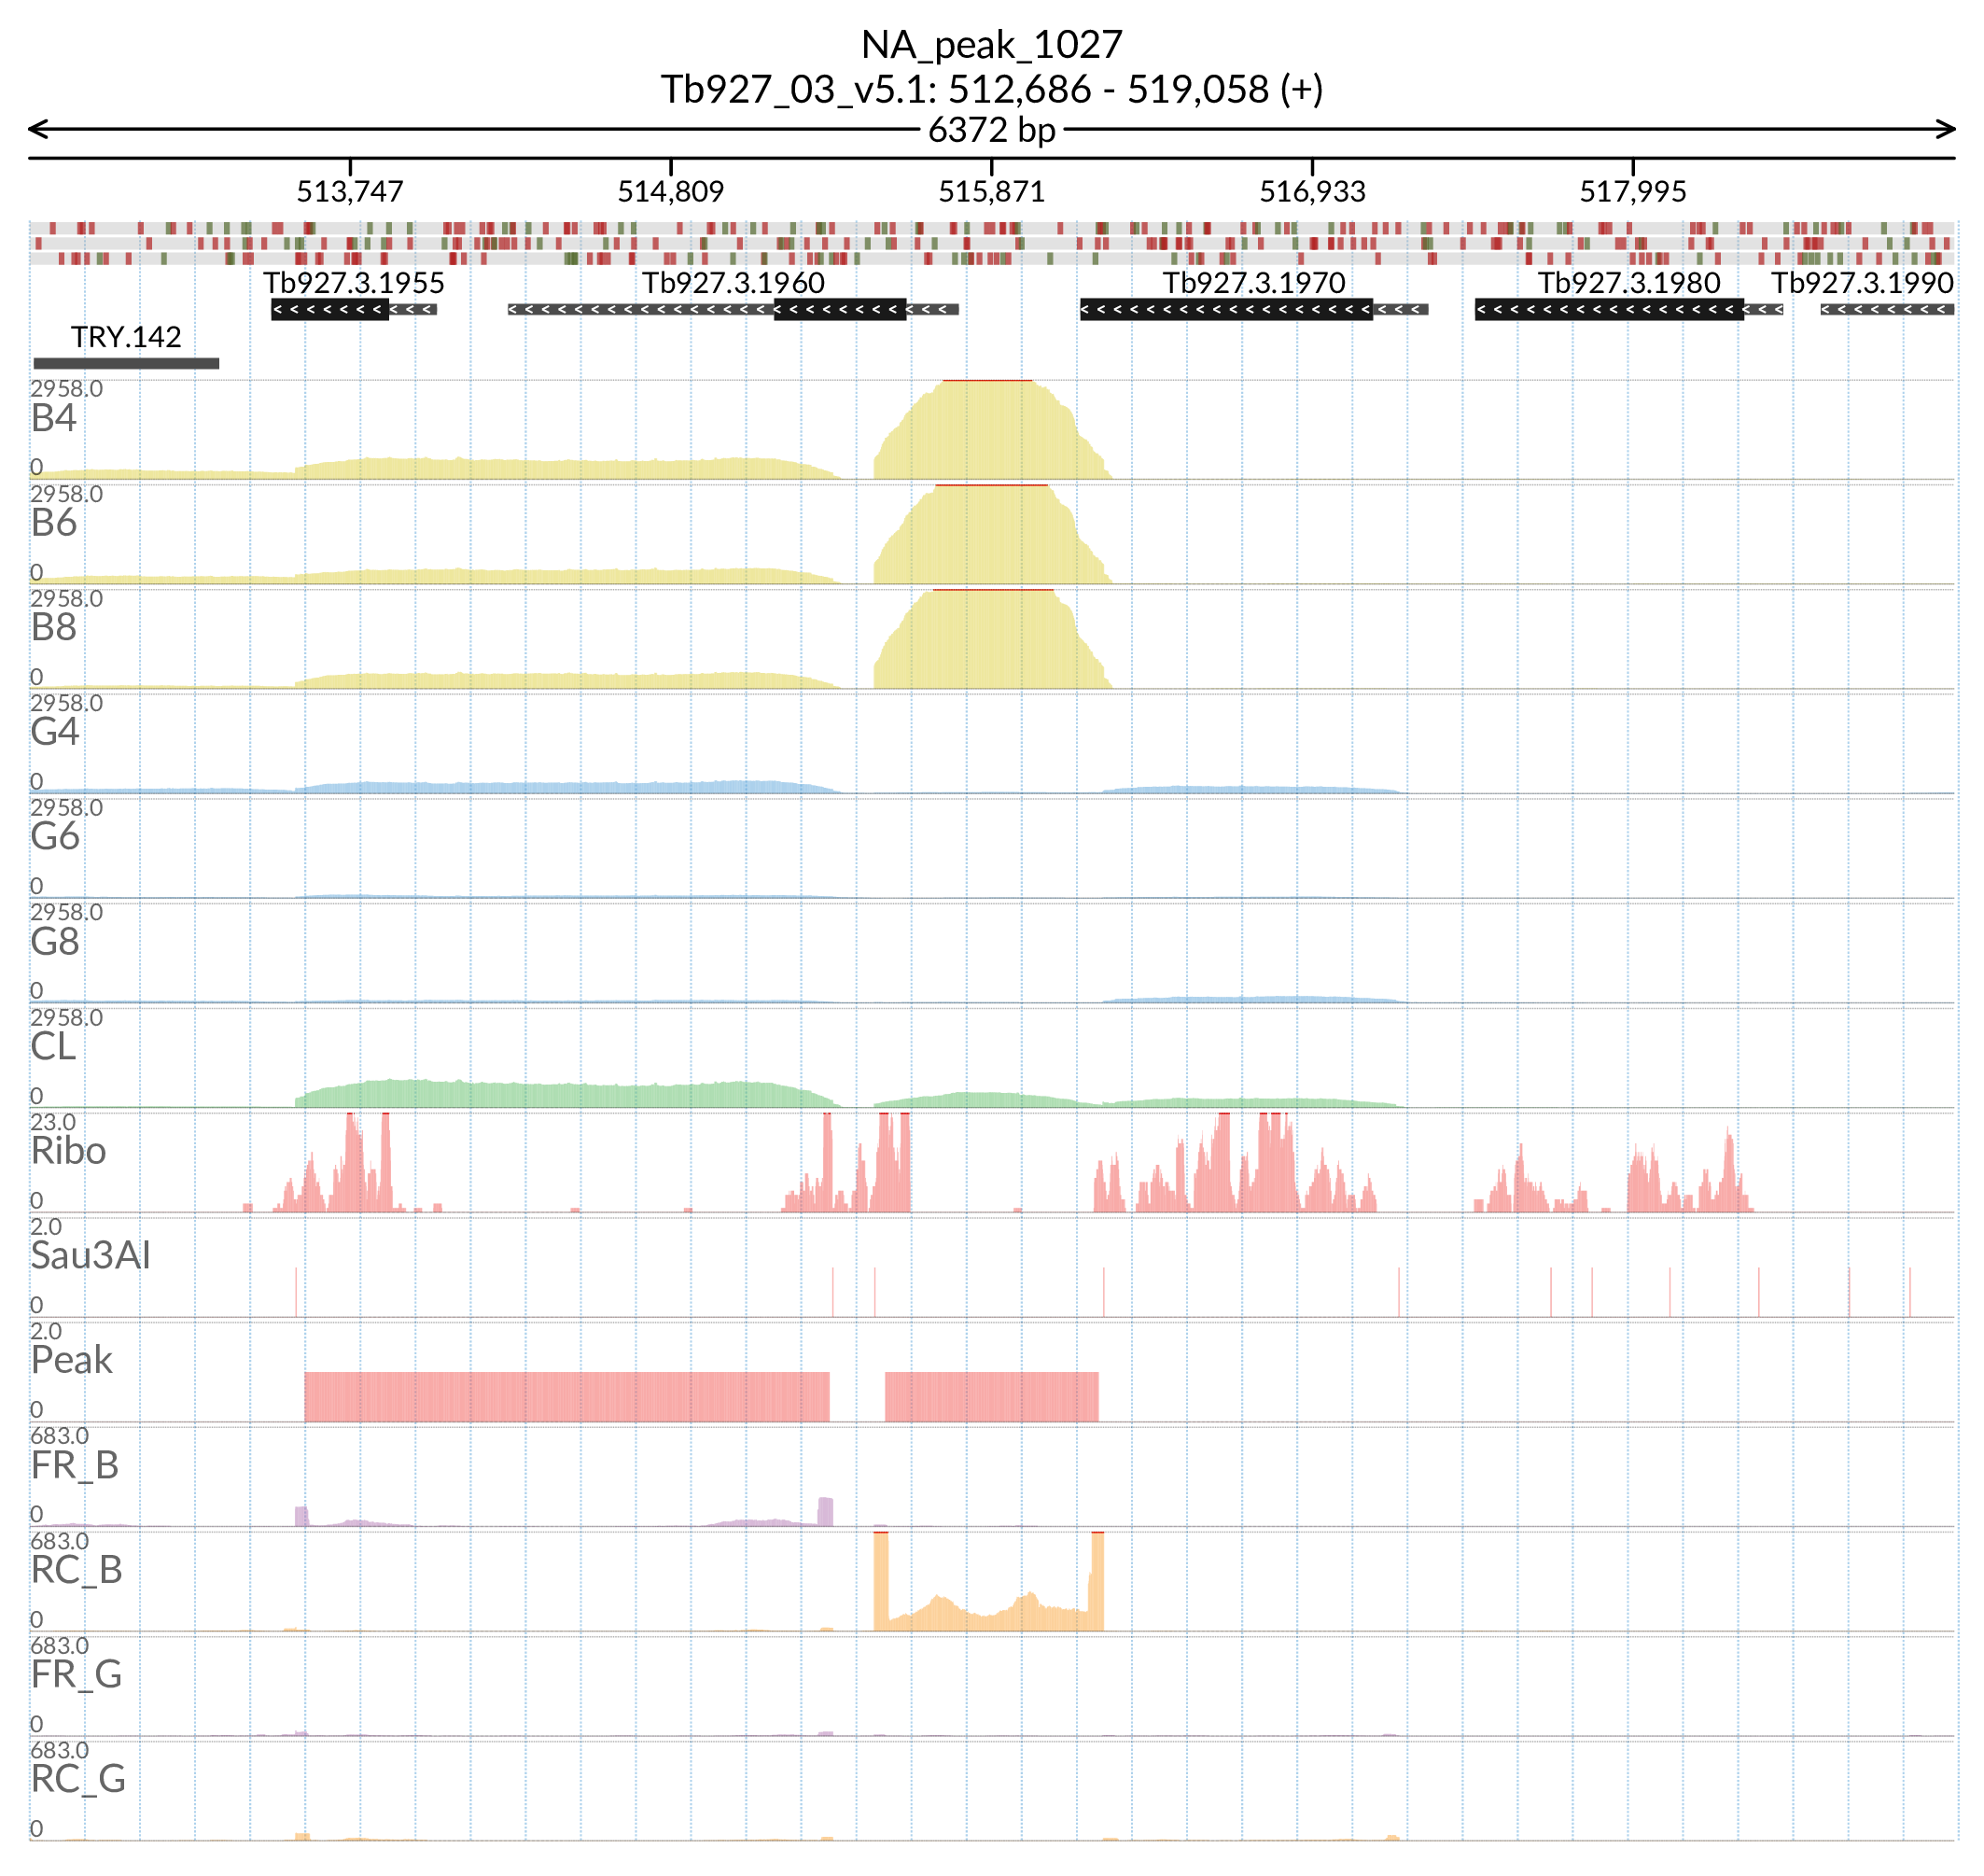 NA_peak_1027
Tb927_03_v5.1: 512,686 - 519,058 (+)
6372 bp
513,747 514,809 515,871 516,933 517,995
Tb927.3.1955 Tb927.3.1960 Tb927.3.1970 Tb927.3.1980 Tb927.3.1990
TRY.142
2958.0
B4
0
2958.0
B6
0
2958.0
B8
0
2958.0
G4
0
2958.0
G6
0
2958.0
G8
0
2958.0
CL
0
23.0
Ribo
0
2.0
Sau3AI
0
2.0
Peak
0
683.0
FR_B
0
683.0
RC_B
0
683.0
FR_G
0
683.0
RC_G
0